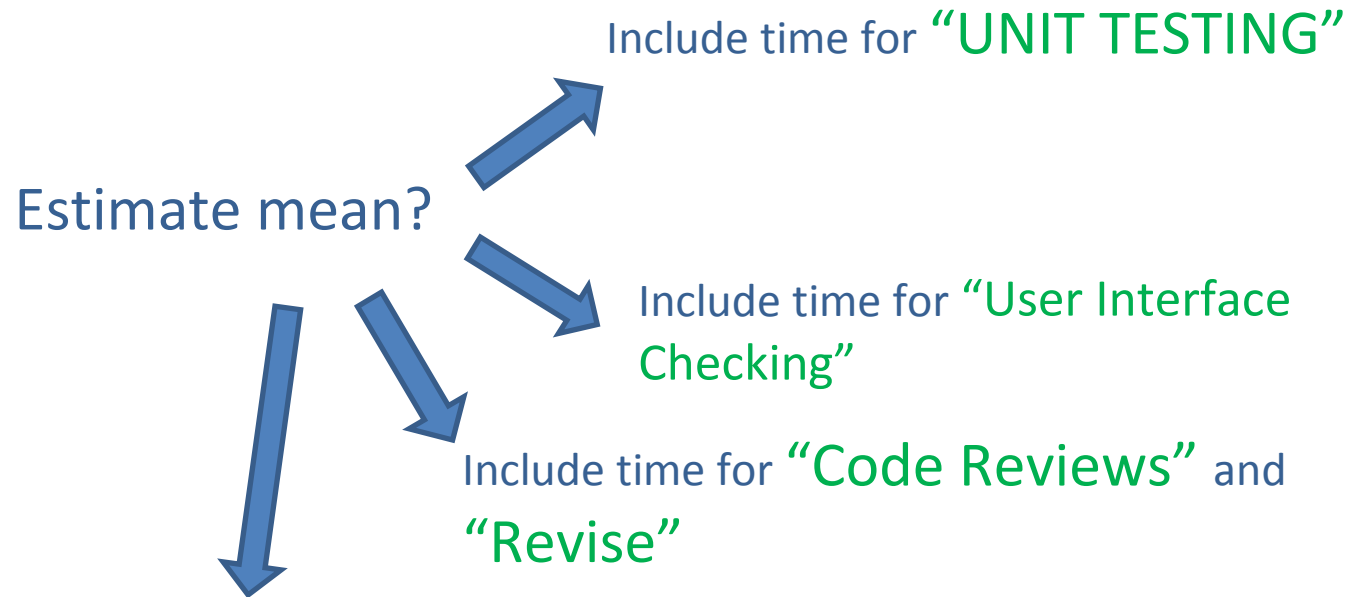 Include time for “UNIT TESTING”
Estimate mean?
Include time for “User Interface
Checking”
Include time for “Code Reviews” and
“Revise”